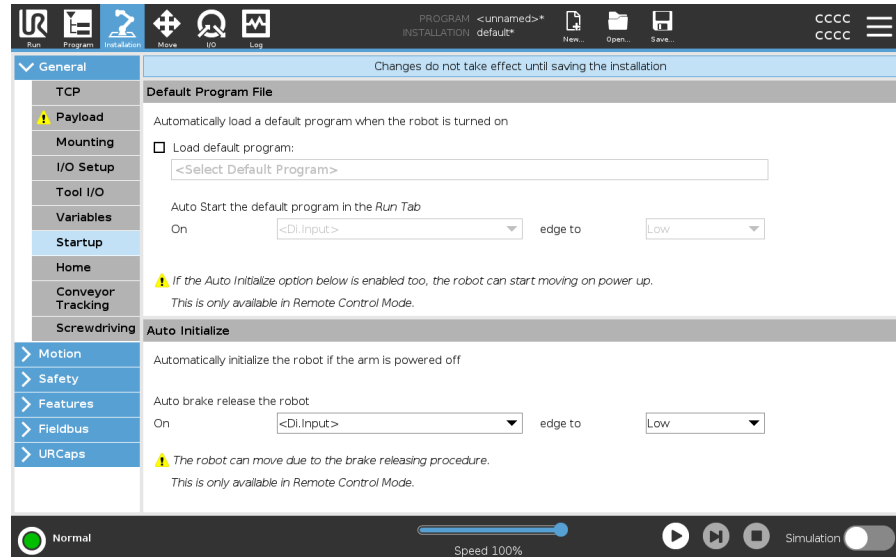 UR
Run
Program
Installation
Move
I/O
Log
PROGRAM <unnamed>*
INSTALLATION default*
New...
Open...
Save...
CCCC
CCCC
General
Changes do not take effect until saving the installation
TCP
Payload
Mounting
I/O Setup
Tool I/O
Variables
Startup
Home
Conveyor
Tracking
Screwdriving
Motion
Safety
Features
Fieldbus
URCaps
Default Program File
Automatically load a default program when the robot is turned on
Load default program:
<Select Default Program>
Auto Start the default program in the Run Tab
On <Di.Input> edge to Low
If the Auto Initialize option below is enabled too, the robot can start moving on power up.
This is only available in Remote Control Mode.
Auto Initialize
Automatically initialize the robot if the arm is powered off
Auto brake release the robot
On <Di.Input> edge to Low
The robot can move due to the brake releasing procedure.
This is only available in Remote Control Mode.
Normal
Speed 100%
Simulation